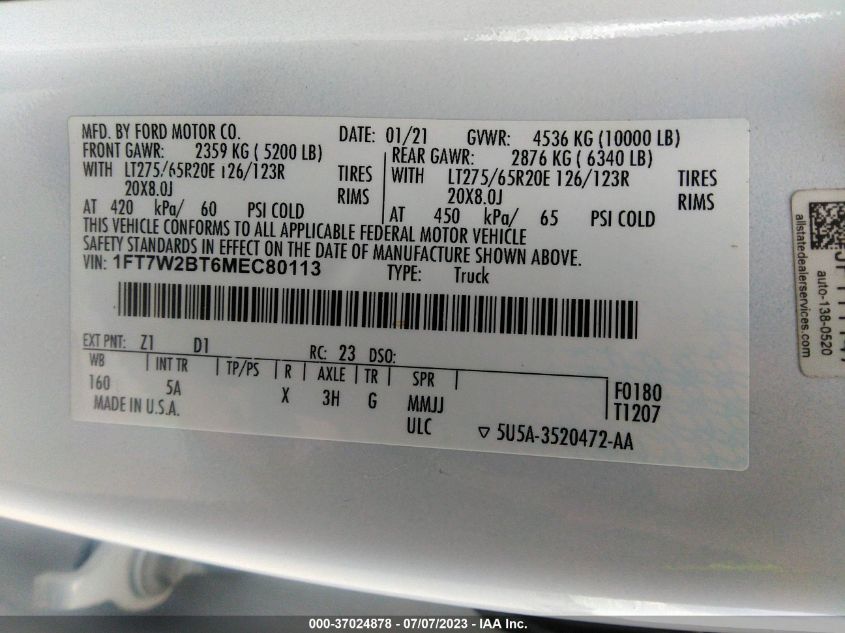 MFD. BY FORD MOTOR CO. DATE: 01/21 GVWR: 4536 KG (10000 LB)
FRONT GAWR: 2359 KG ( 5200 LB) REAR GAWR: 2876 KG ( 6340 LB)
WITH LT275/65R20E 126/123R TIRES WITH LT275/65R20E 126/123R TIRES
20X8.0J RIMS 20X8.0J RIMS
AT 420 kPa/ 60 PSI COLD AT 450 kPa/ 65 PSI COLD
THIS VEHICLE CONFORMS TO ALL APPLICABLE FEDERAL MOTOR VEHICLE
SAFETY STANDARDS IN EFFECT ON THE DATE OF MANUFACTURE SHOWN ABOVE.
VIN: 1FT7W2BT6MEC80113 TYPE: Truck
EXT PNT: Z1 D1 RC: 23 DSO:
WB INT TR TP/PS R AXLE TR SPR
160 5A X 3H G MMJJ F0180
MADE IN U.S.A. ULC T1207
▽ 5U5A-3520472-AA
allstatedealerservices.com
auto-138-0520
000-37024878 - 07/07/2023 - IAA Inc.